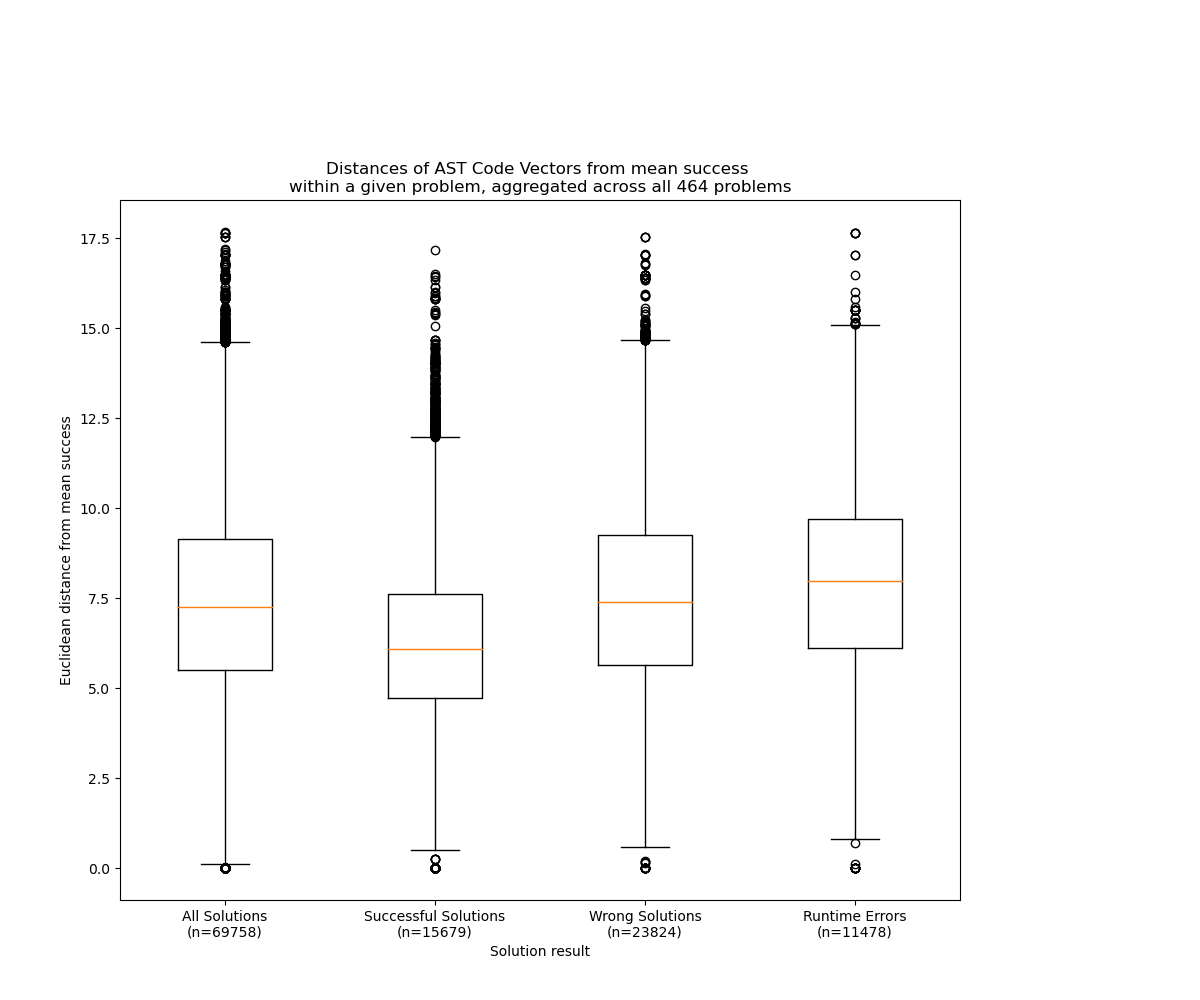 Distances of AST Code Vectors from mean success
within a given problem, aggregated across all 464 problems
17.5
15.0
12.5
10.0
7.5
5.0
2.5
0.0
Euclidean distance from mean success
All Solutions
(n=69758)
Successful Solutions
(n=15679)
Wrong Solutions
(n=23824)
Runtime Errors
(n=11478)
Solution result